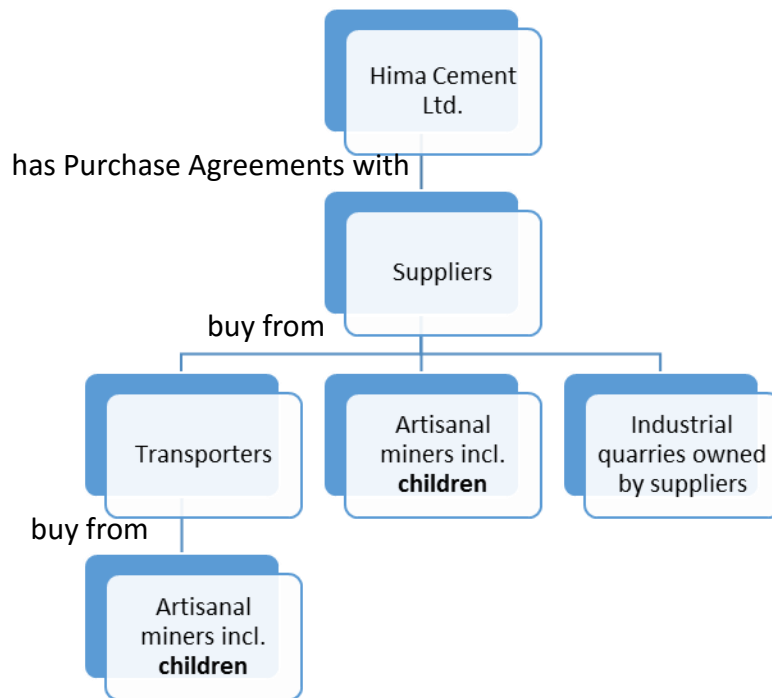 Hima Cement
Ltd.
has Purchase Agreements with
Suppliers
buy from
Transporters
Artisanal
miners incl.
children
Industrial
quarries owned
by suppliers
buy from
Artisanal
miners incl.
children